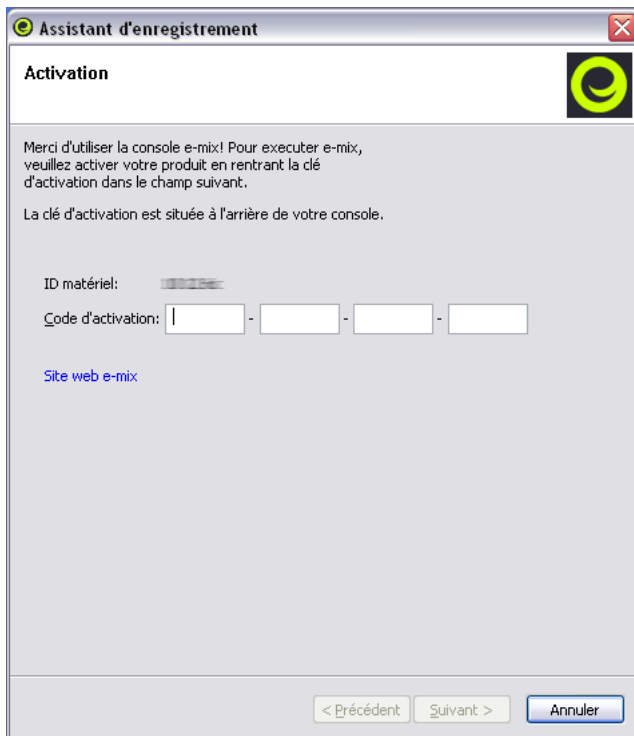 Assistant d'enregistrement
Activation
Merci d'utiliser la console e-mix! Pour executer e-mix,
veuillez activer votre produit en rentrant la clé
d'activation dans le champ suivant.
La clé d'activation est située à l'arrière de votre console.
ID matériel:
Code d'activation: - - -
Site web e-mix
< Précédent Suivant > Annuler